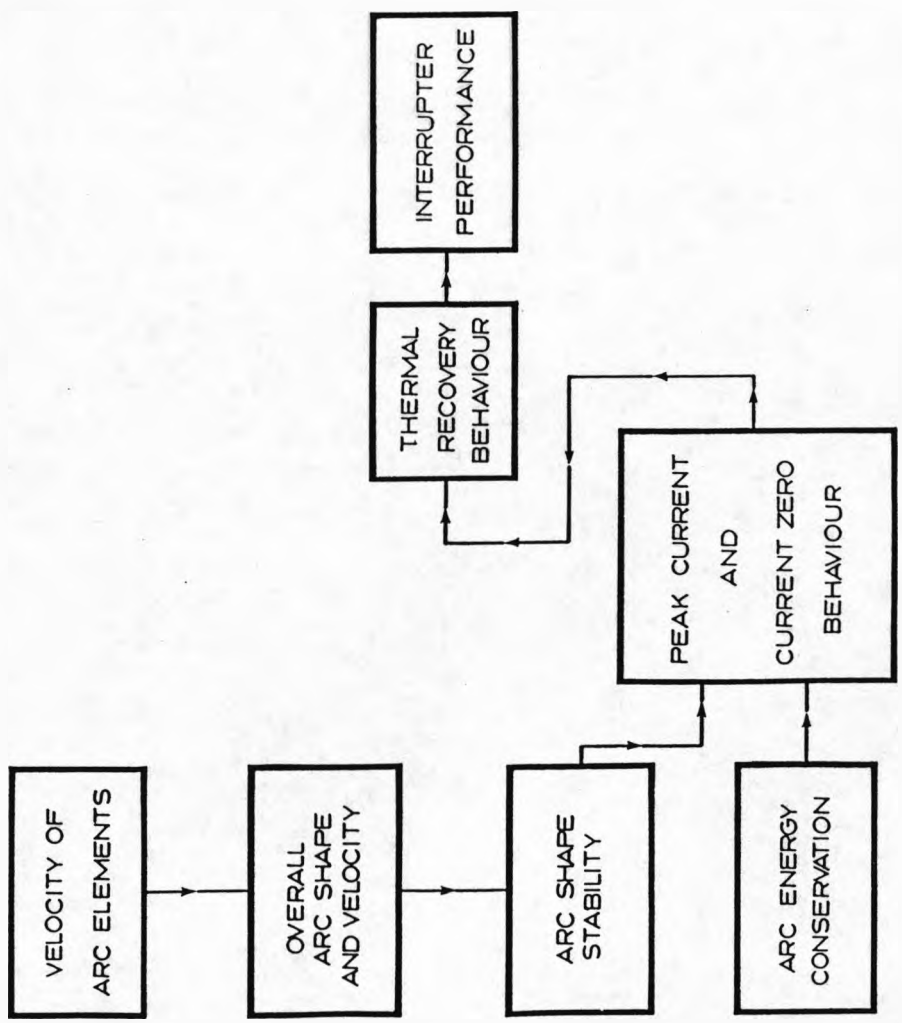 VELOCITY OF
ARC ELEMENTS
OVERALL
ARC SHAPE
AND VELOCITY
ARC SHAPE
STABILITY
ARC ENERGY
CONSERVATION
PEAK CURRENT
AND
CURRENT ZERO
BEHAVIOUR
THERMAL
RECOVERY
BEHAVIOUR
INTERRUPTER
PERFORMANCE